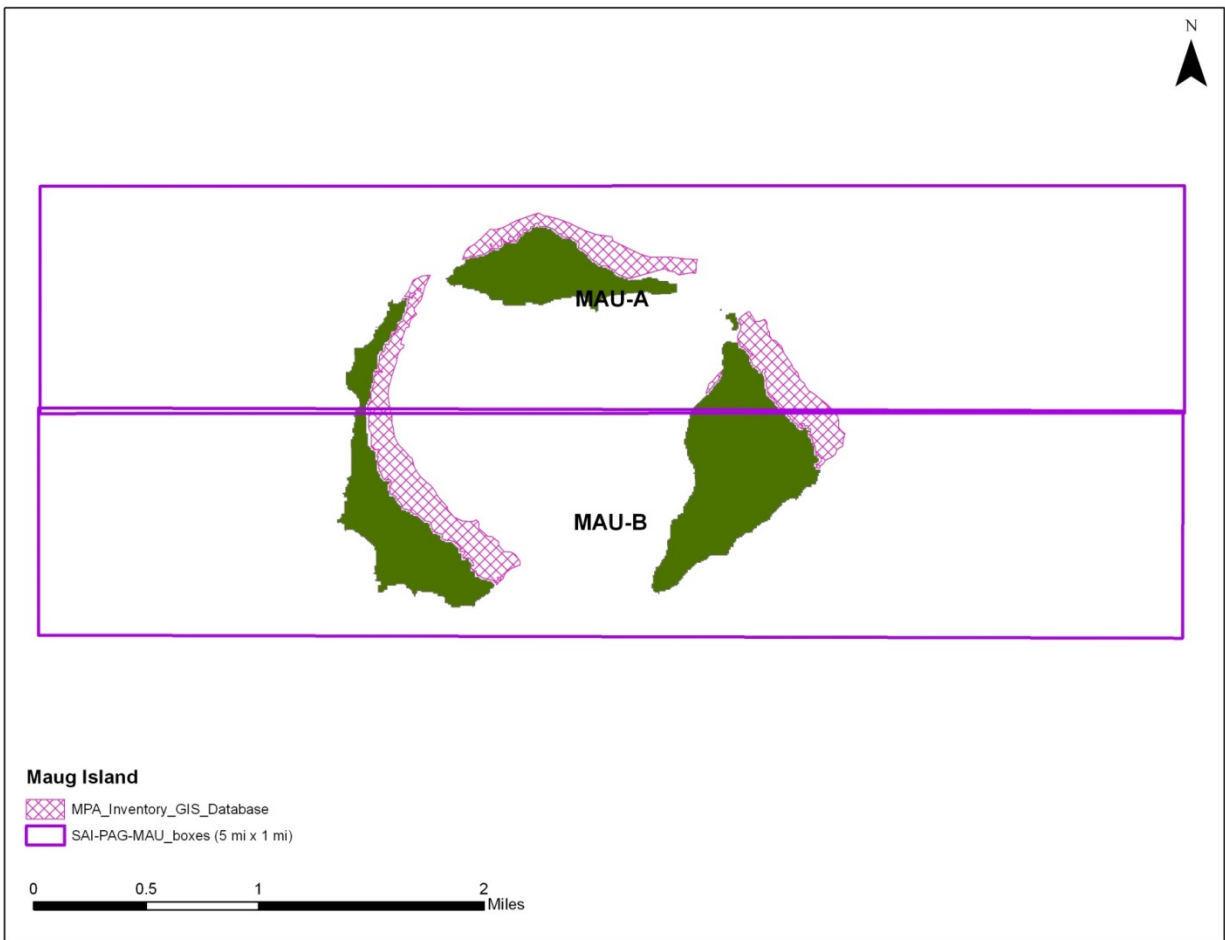 N
MAU-A
MAU-B
Maug Island
MPA_Inventory_GIS_Database
SAI-PAG-MAU_boxes (5 mi x 1 mi)
0 0.5 1 2
Miles